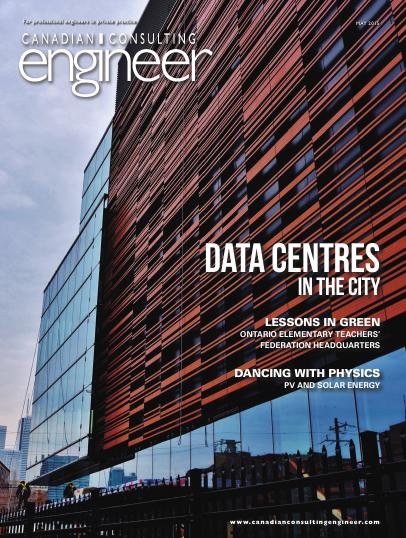 For professional engineers in private practice
MAY 2015
CANADIAN CONSULTING
engineer
DATA CENTRES
IN THE CITY
LESSONS IN GREEN
ONTARIO ELEMENTARY TEACHERS'
FEDERATION HEADQUARTERS
DANCING WITH PHYSICS
PV AND SOLAR ENERGY
www.canadianconsultingengineer.com